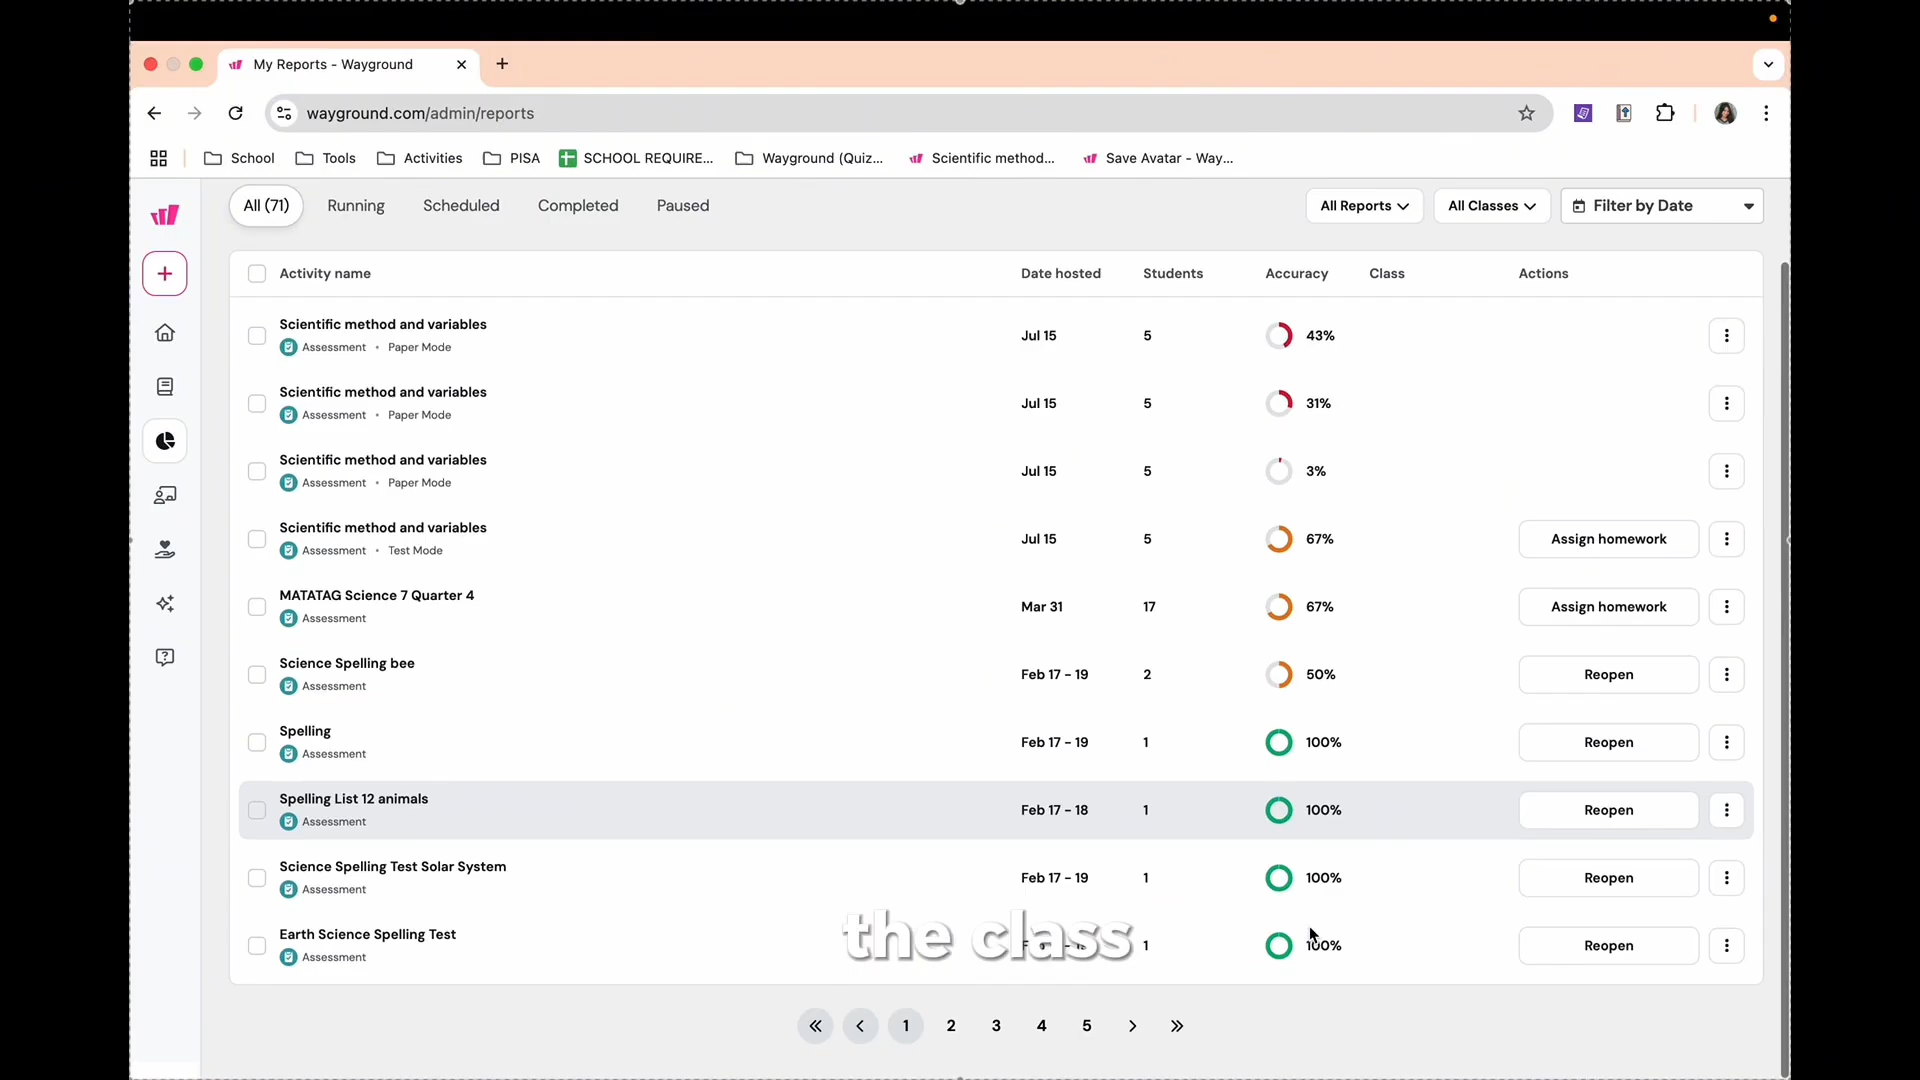 My Reports - Wayground
wayground.com/admin/reports
School
Tools
Activities
PISA
SCHOOL REQUIRE...
Wayground (Quiz...
Scientific method...
Save Avatar - Way...
All (71)
Running
Scheduled
Completed
Paused
All Reports
All Classes
Filter by Date
Activity name Date hosted Students Accuracy Class Actions
Scientific method and variables
Assessment • Paper Mode
Jul 15 5 43%
Scientific method and variables
Assessment • Paper Mode
Jul 15 5 31%
Scientific method and variables
Assessment • Paper Mode
Jul 15 5 3%
Scientific method and variables
Assessment • Test Mode
Jul 15 5 67% Assign homework
MATATAG Science 7 Quarter 4
Assessment
Mar 31 17 67% Assign homework
Science Spelling bee
Assessment
Feb 17 - 19 2 50% Reopen
Spelling
Assessment
Feb 17 - 19 1 100% Reopen
Spelling List 12 animals
Assessment
Feb 17 - 18 1 100% Reopen
Science Spelling Test Solar System
Assessment
Feb 17 - 19 1 100% Reopen
Earth Science Spelling Test
Assessment
1 100% Reopen
the class
« < 1 2 3 4 5 > »